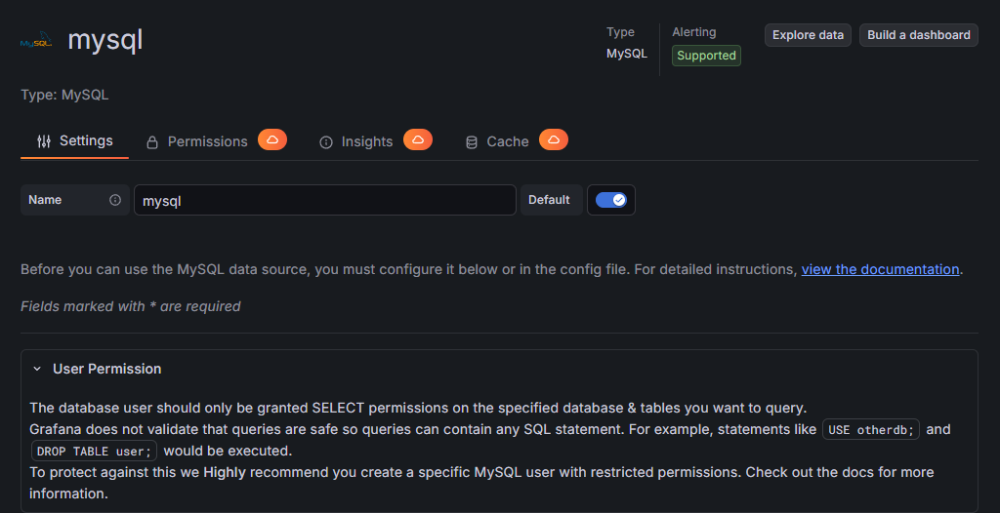 MySQL
mysql
Type
MySQL
Alerting
Supported
Explore data
Build a dashboard
Type: MySQL
Settings
Permissions
Insights
Cache
Name
mysql
Default
Before you can use the MySQL data source, you must configure it below or in the config file. For detailed instructions, view the documentation.
Fields marked with * are required
User Permission
The database user should only be granted SELECT permissions on the specified database & tables you want to query.
Grafana does not validate that queries are safe so queries can contain any SQL statement. For example, statements like USE otherdb; and
DROP TABLE user; would be executed.
To protect against this we Highly recommend you create a specific MySQL user with restricted permissions. Check out the docs for more
information.